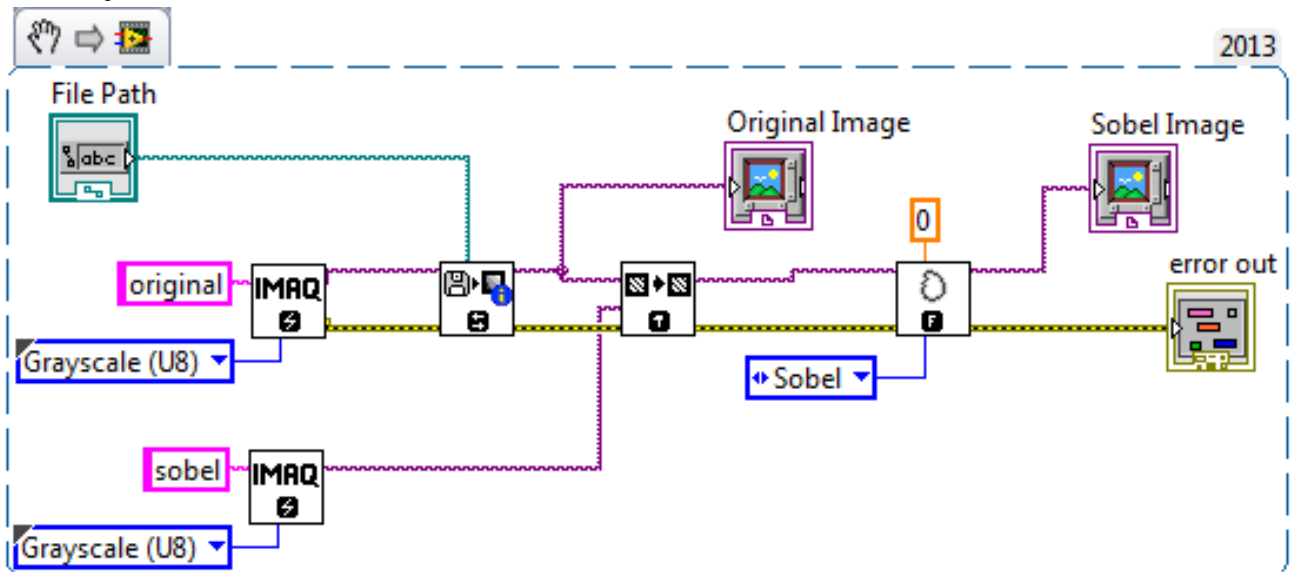 2013
File Path
abc
Original Image
Sobel Image
0
error out
original
IMAQ
Grayscale (U8)
T
F
Sobel
sobel
IMAQ
Grayscale (U8)